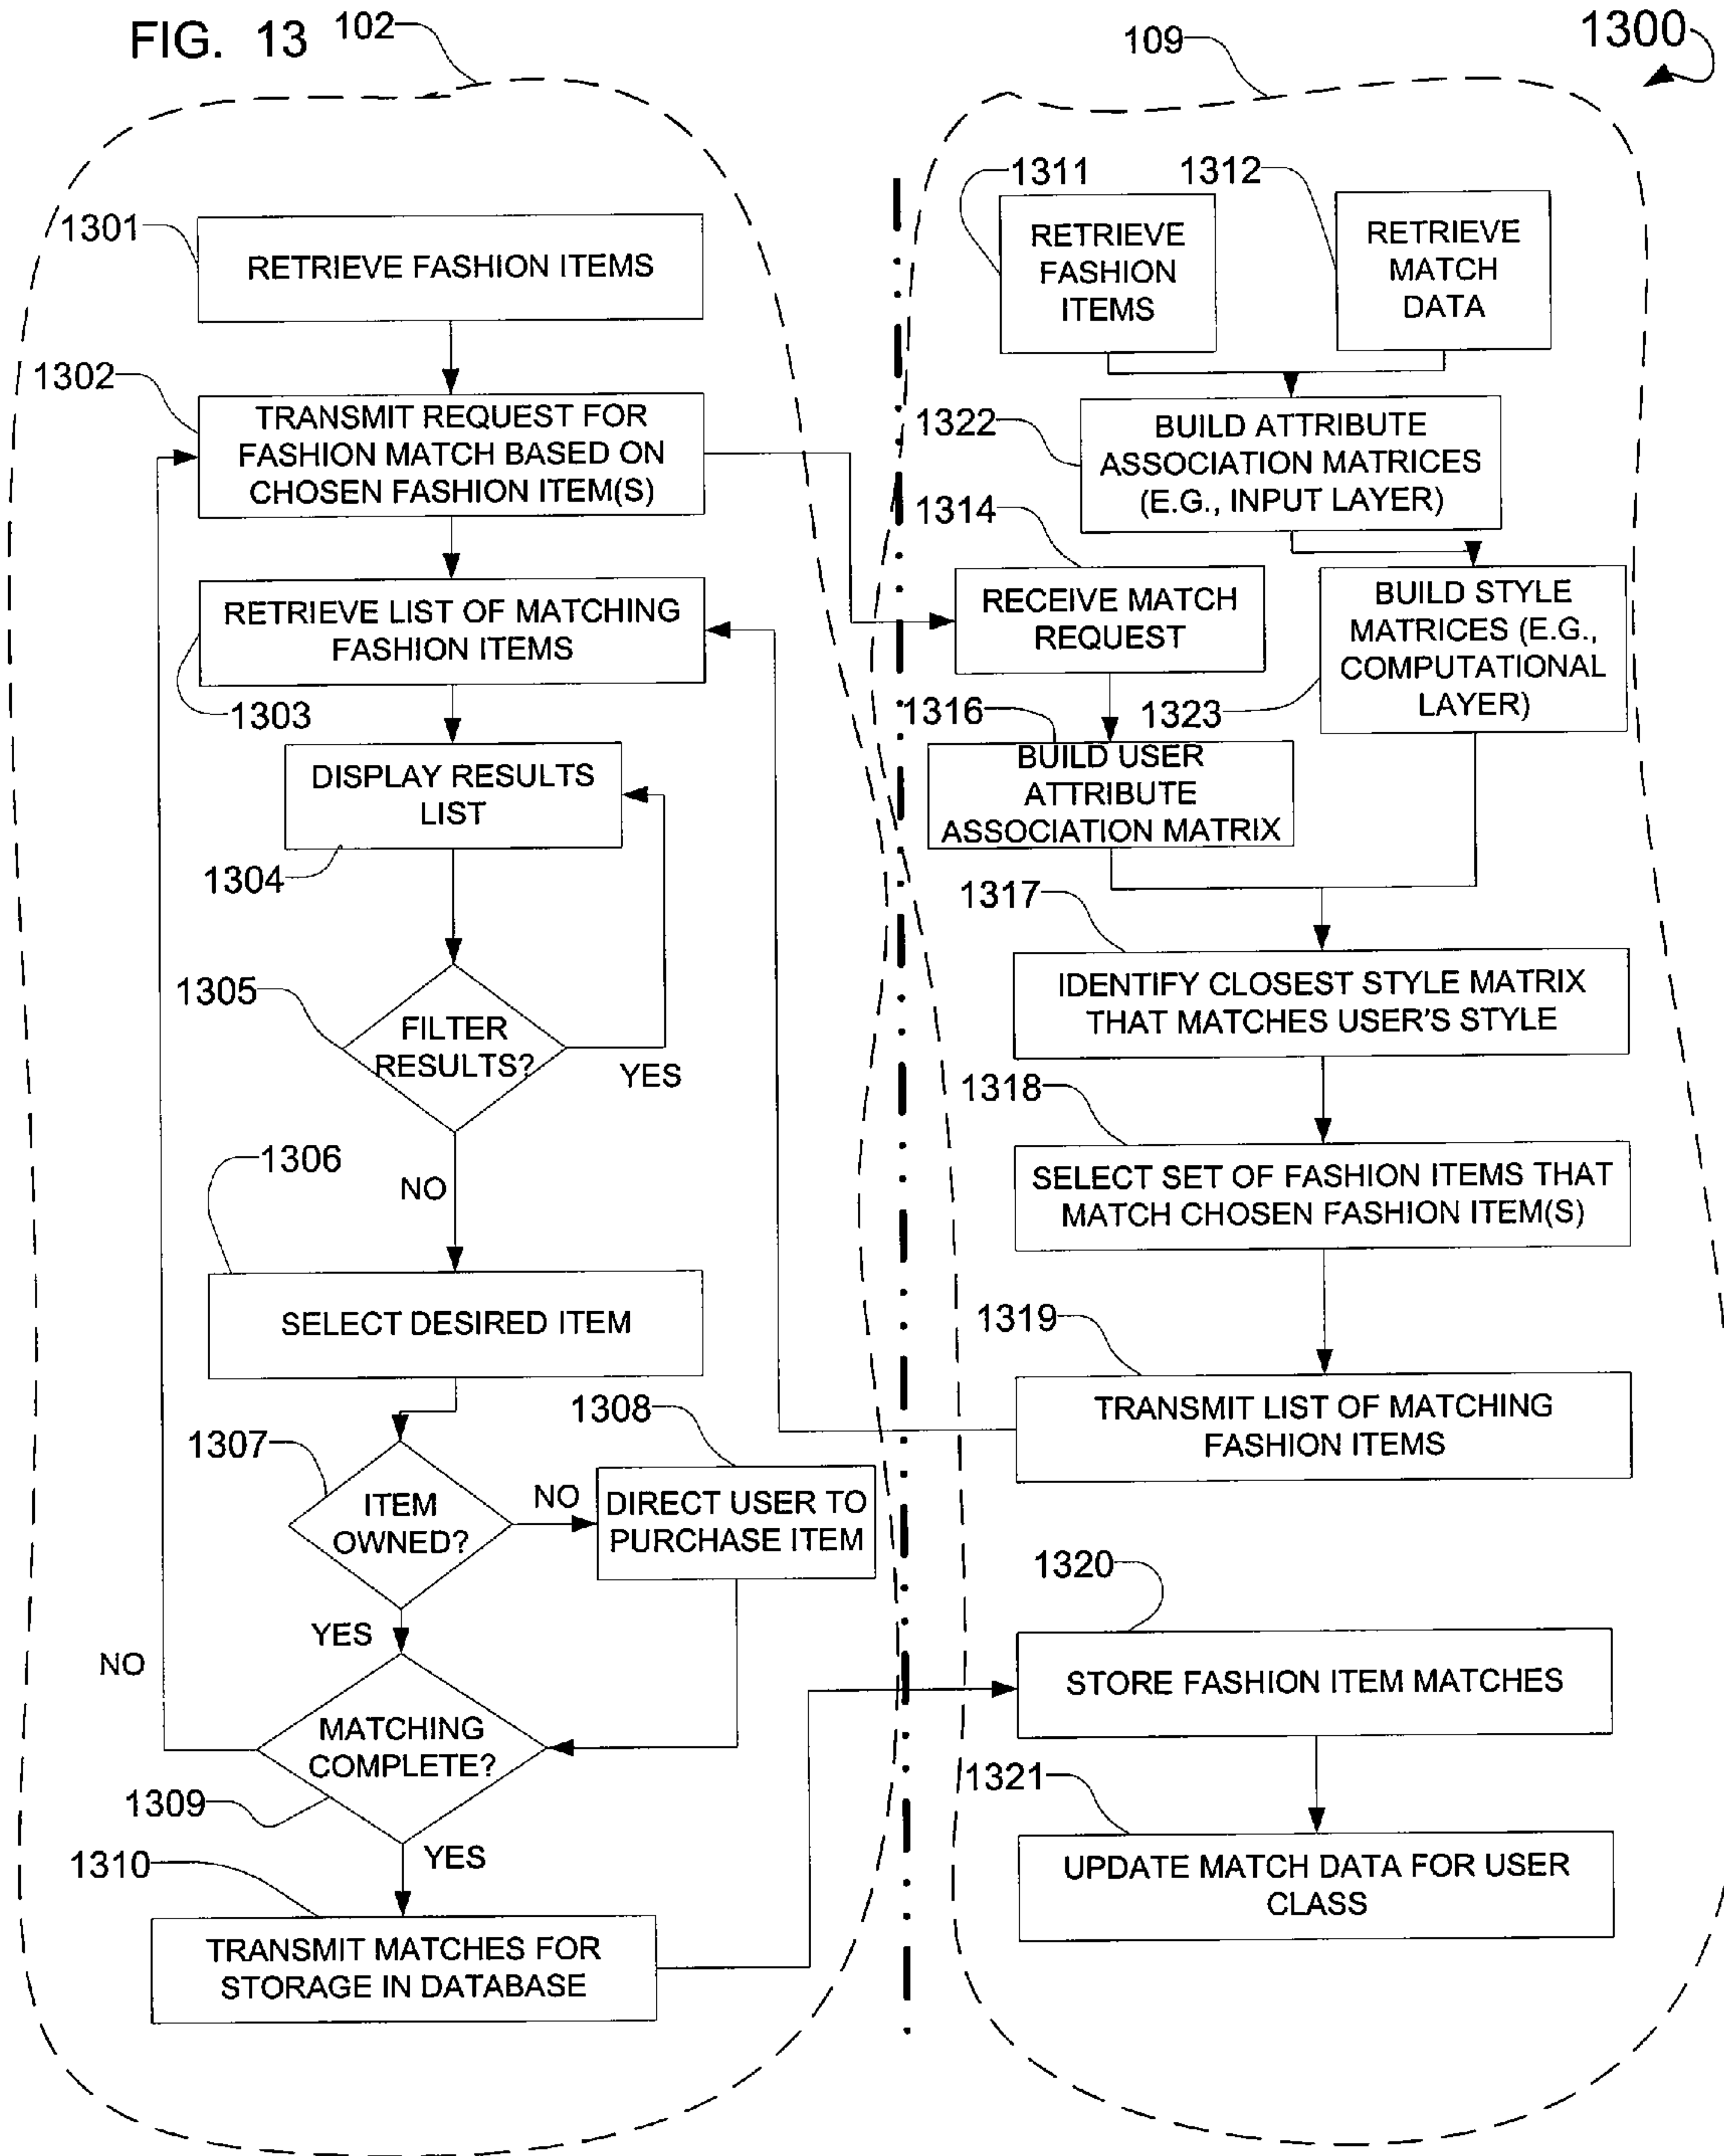 FIG. 13
102
109
1300
1301
RETRIEVE FASHION ITEMS
1302
TRANSMIT REQUEST FOR
FASHION MATCH BASED ON
CHOSEN FASHION ITEM(S)
RETRIEVE LIST OF MATCHING
FASHION ITEMS
1303
DISPLAY RESULTS
LIST
1304
1305
FILTER
RESULTS?
YES
1306
NO
SELECT DESIRED ITEM
1307
ITEM
OWNED?
NO
1308
DIRECT USER TO
PURCHASE ITEM
YES
NO
MATCHING
COMPLETE?
1309
YES
1310
TRANSMIT MATCHES FOR
STORAGE IN DATABASE
1311
RETRIEVE
FASHION
ITEMS
1312
RETRIEVE
MATCH
DATA
1322
BUILD ATTRIBUTE
ASSOCIATION MATRICES
(E.G., INPUT LAYER)
1314
RECEIVE MATCH
REQUEST
BUILD STYLE
MATRICES (E.G.,
COMPUTATIONAL
LAYER)
1323
1316
BUILD USER
ATTRIBUTE
ASSOCIATION MATRIX
1317
IDENTIFY CLOSEST STYLE MATRIX
THAT MATCHES USER'S STYLE
1318
SELECT SET OF FASHION ITEMS THAT
MATCH CHOSEN FASHION ITEM(S)
1319
TRANSMIT LIST OF MATCHING
FASHION ITEMS
1320
STORE FASHION ITEM MATCHES
1321
UPDATE MATCH DATA FOR USER
CLASS